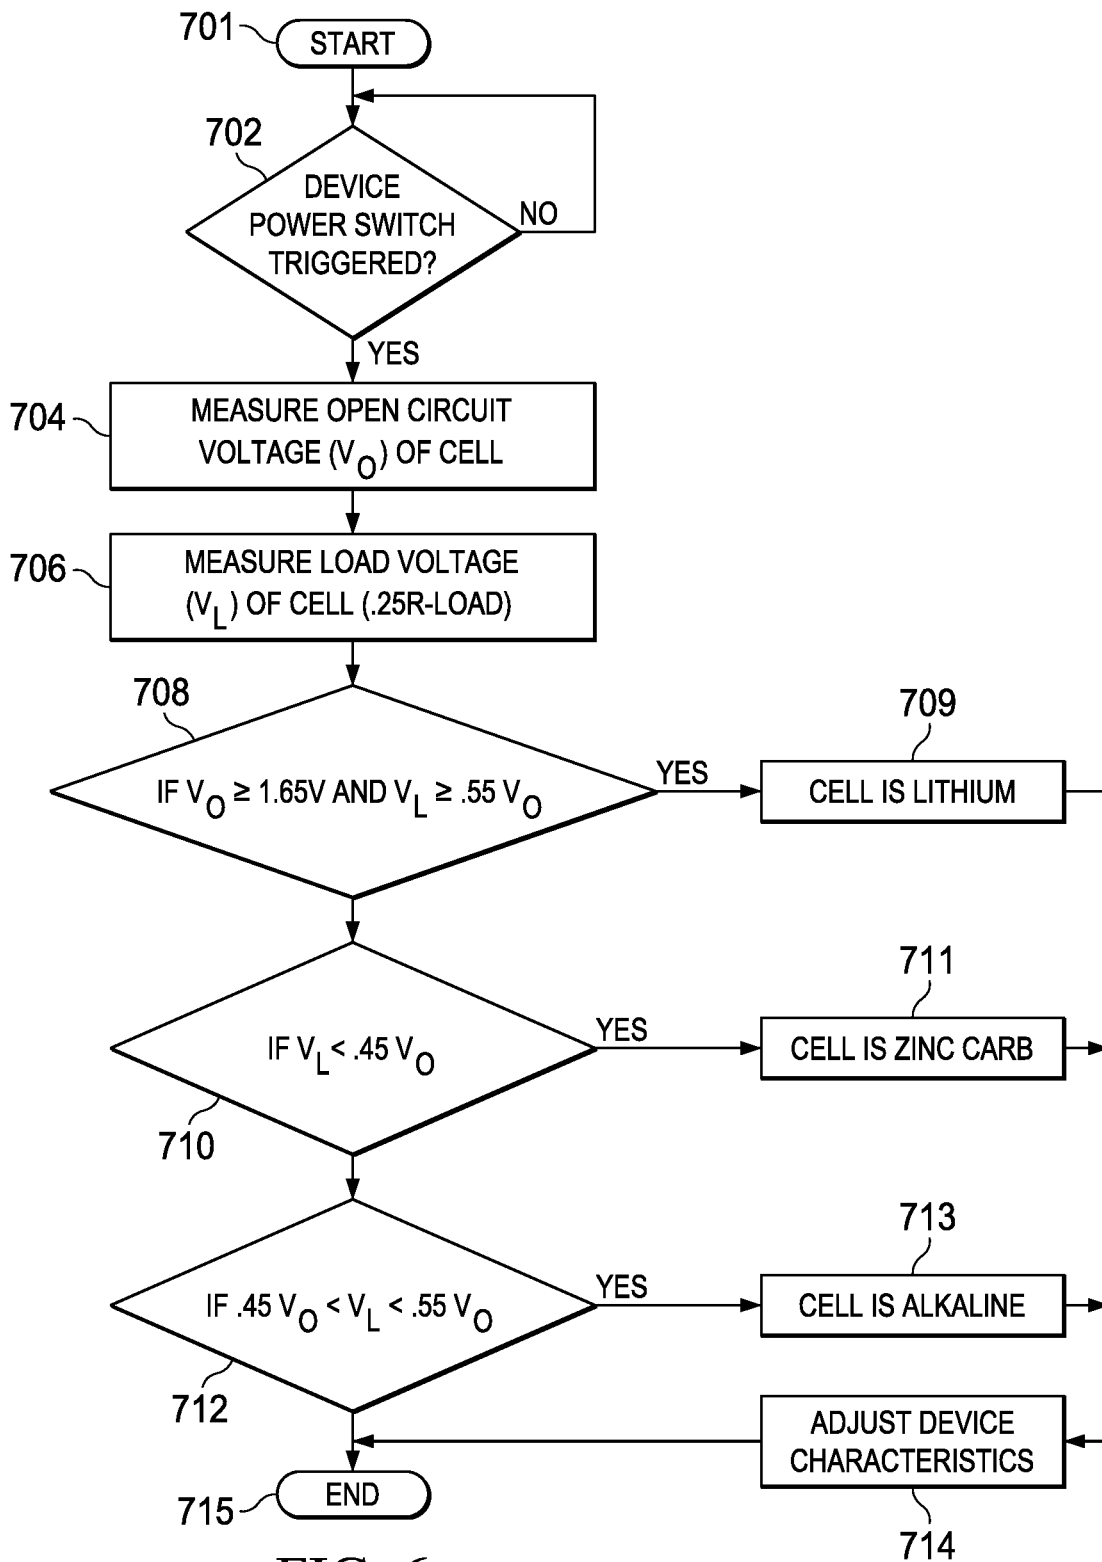 701
START
702
DEVICE
POWER SWITCH
TRIGGERED?
NO
YES
704
MEASURE OPEN CIRCUIT
VOLTAGE (VO) OF CELL
706
MEASURE LOAD VOLTAGE
(VL) OF CELL (.25R-LOAD)
708
IF VO ≥ 1.65V AND VL ≥ .55 VO
YES
709
CELL IS LITHIUM
710
IF VL < .45 VO
YES
711
CELL IS ZINC CARB
712
IF .45 VO < VL < .55 VO
YES
713
CELL IS ALKALINE
ADJUST DEVICE
CHARACTERISTICS
714
715
END
FIG. 6